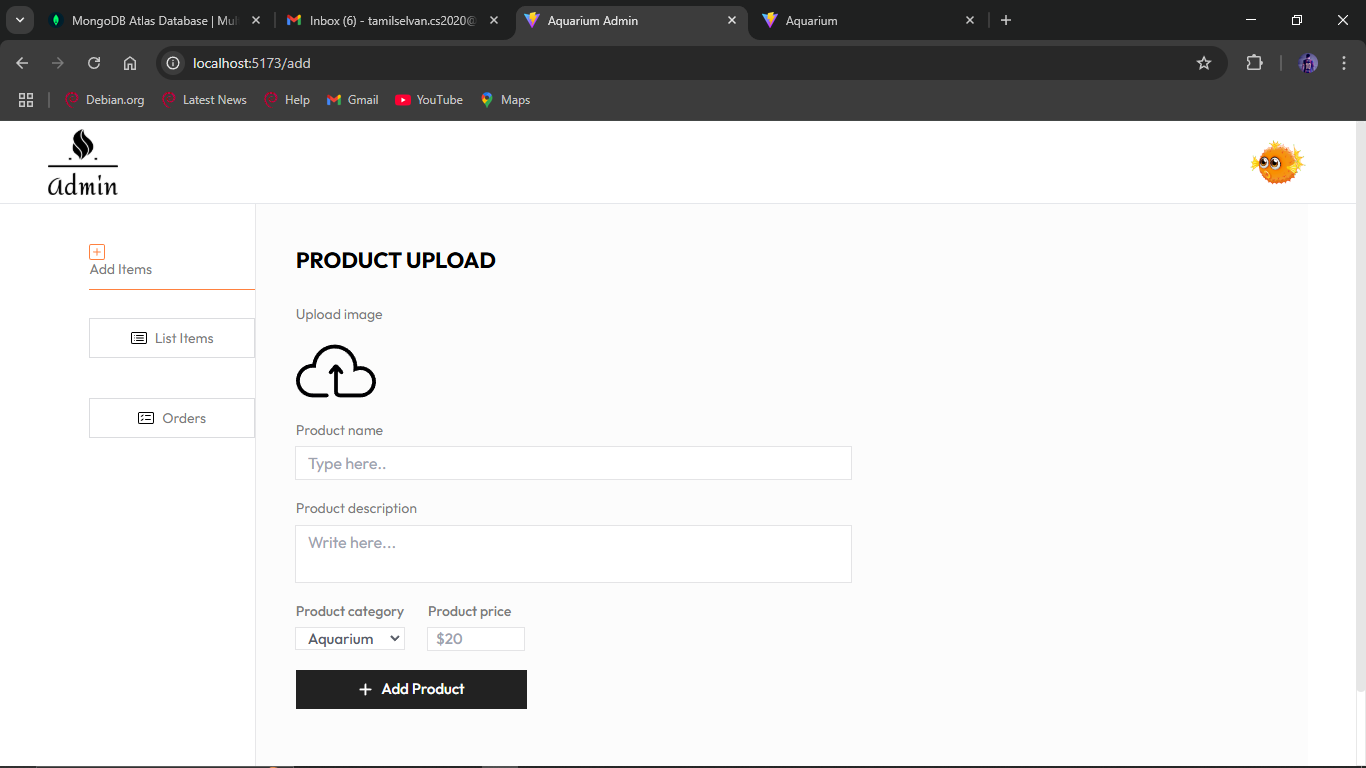 MongoDB Atlas Database | Mul
Inbox (6) - tamilselvan.cs2020@
Aquarium Admin
Aquarium
localhost:5173/add
Debian.org
Latest News
Help
Gmail
YouTube
Maps
admin
Add Items
List Items
Orders
PRODUCT UPLOAD
Upload image
Product name
Type here..
Product description
Write here...
Product category Product price
Aquarium $20
Add Product